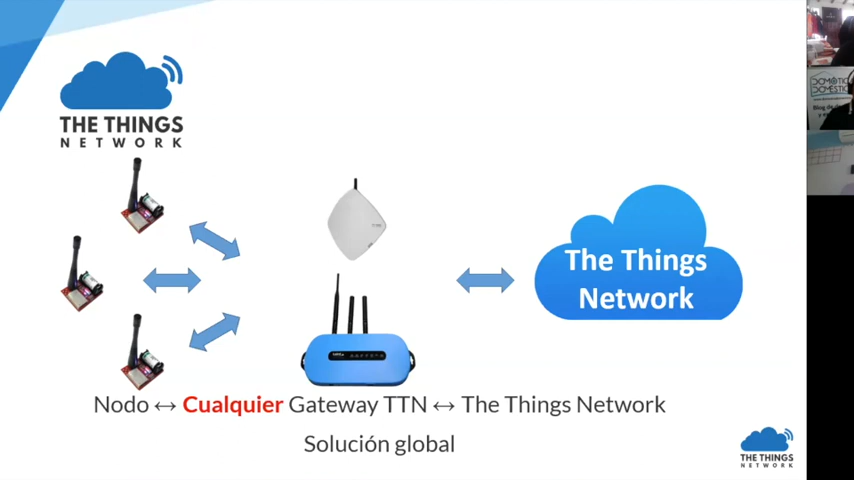 THE THINGS
NETWORK
The Things
Network
Nodo ↔ Cualquier Gateway TTN ↔ The Things Network
Solución global
THE THINGS
NETWORK